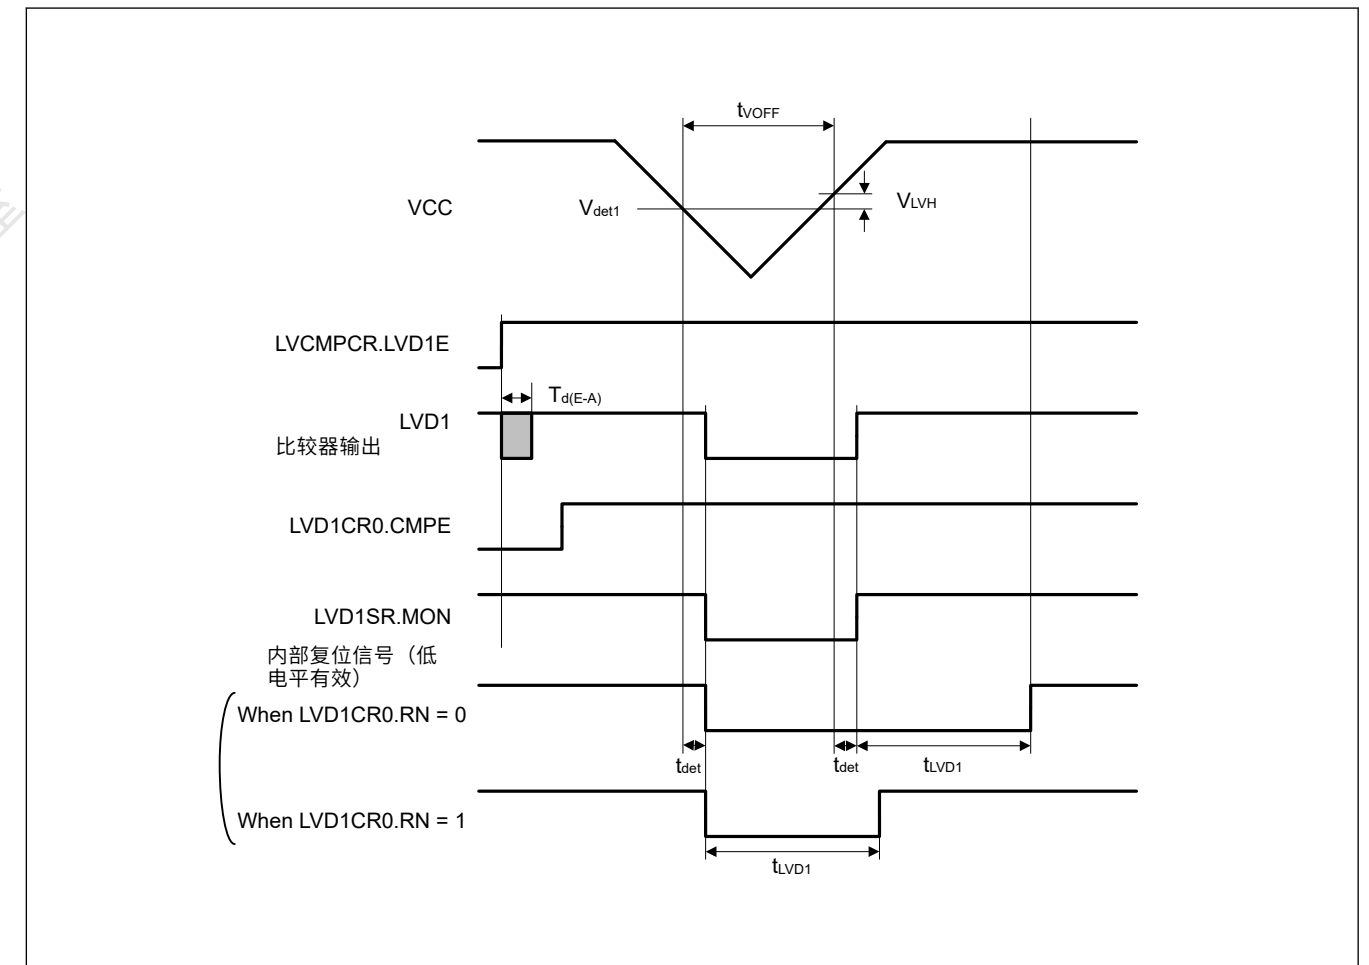 tVOFF
VCC
Vdet1
VLVH
LVCMPCR.LVD1E
Td(E-A)
LVD1
比较器输出
LVD1CR0.CMPE
LVD1SR.MON
内部复位信号（低
电平有效）
When LVD1CR0.RN = 0
tdet
tdet
tLVD1
When LVD1CR0.RN = 1
tLVD1